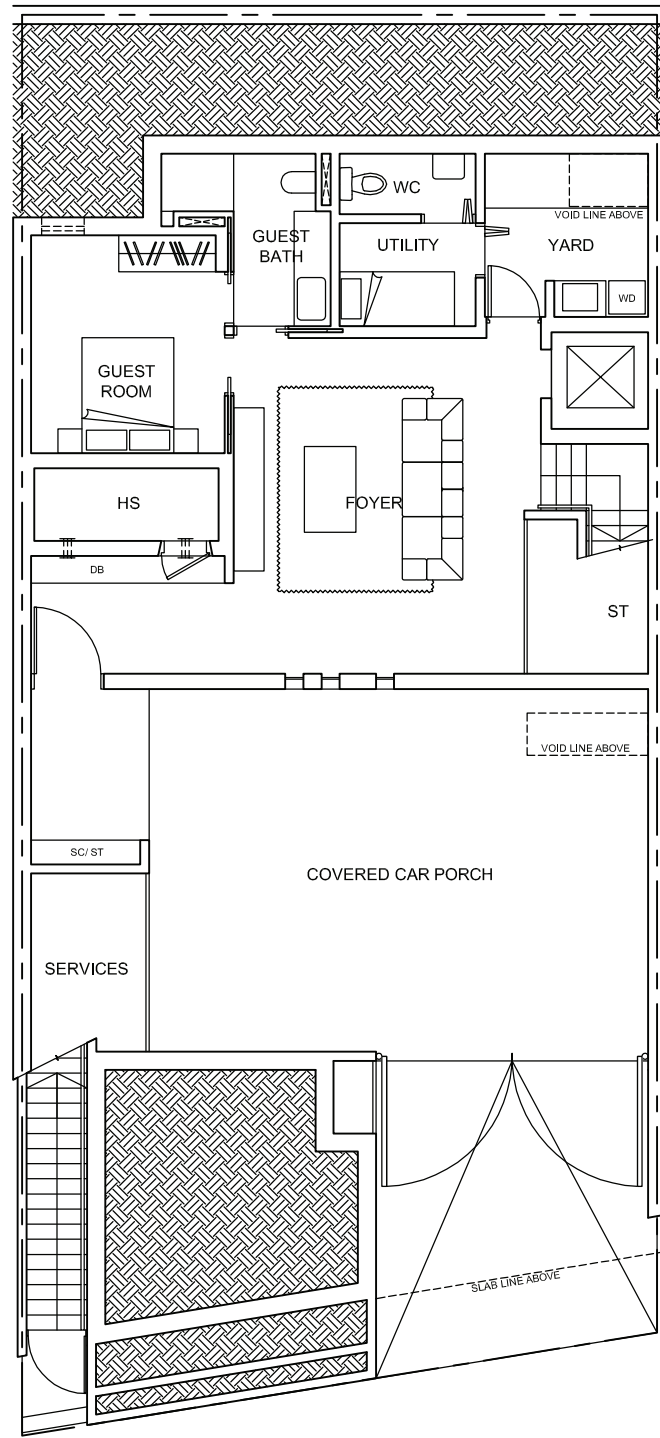 WC
VOID LINE ABOVE
GUEST
BATH
UTILITY
YARD
WD
GUEST
ROOM
HS
FOYER
DB
ST
VOID LINE ABOVE
SC/ ST
COVERED CAR PORCH
SERVICES
SLAB LINE ABOVE